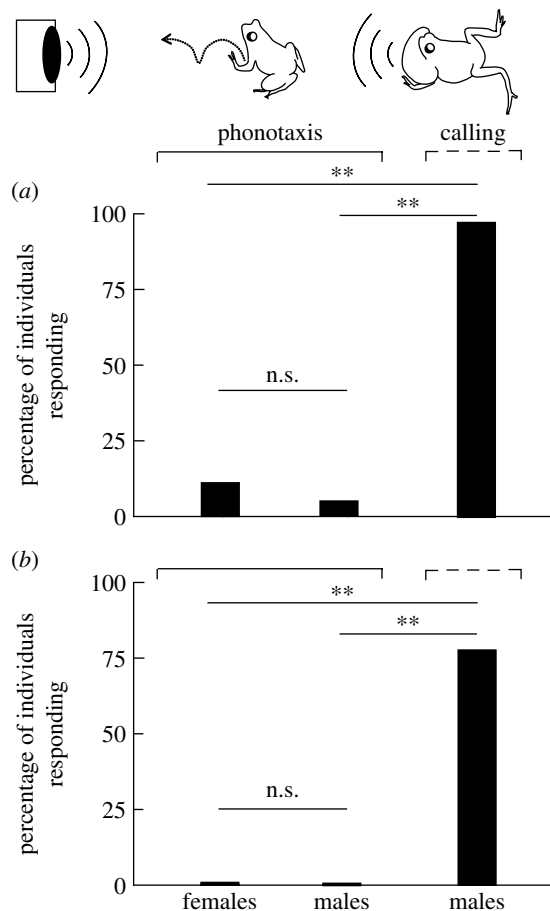 phonotaxis calling
(a)
**
**
100
75
50
25
0
n.s.
percentage of individuals
responding
(b)
**
**
100
75
50
25
0
n.s.
percentage of individuals
responding
females males males